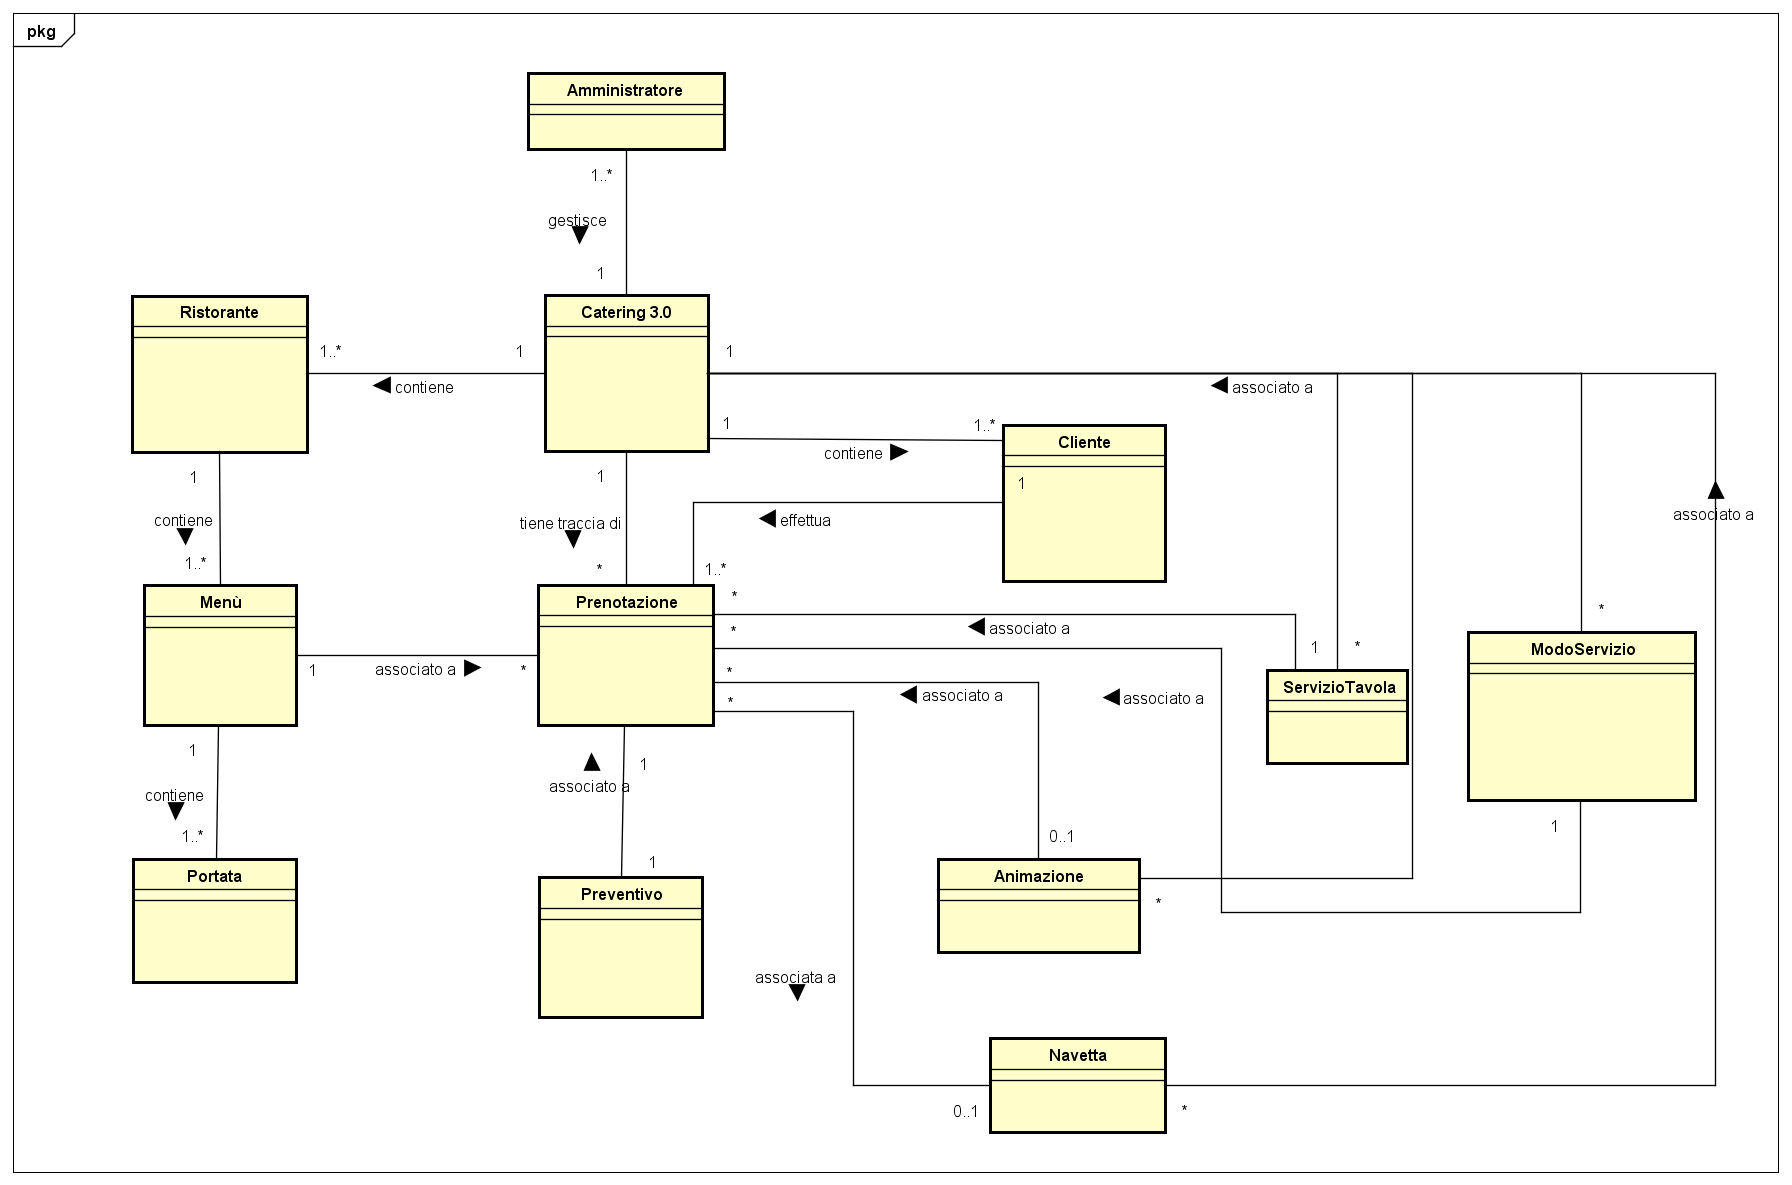 pkg
Amministratore
1..*
gestisce
1
Ristorante
Catering 3.0
1..*
1
1
contiene
associato a
1
1..*
contiene
Cliente
1
1
1
contiene
tiene traccia di
effettua
associato a
1..*
*
1..*
*
Menù
Prenotazione
*
*
associato a
1
*
ModoServizio
1
associato a
*
*
ServizioTavola
associato a
associato a
*
1
1
associato a
contiene
1..*
0..1
1
1
Portata
Preventivo
Animazione
*
associata a
Navetta
0..1
*